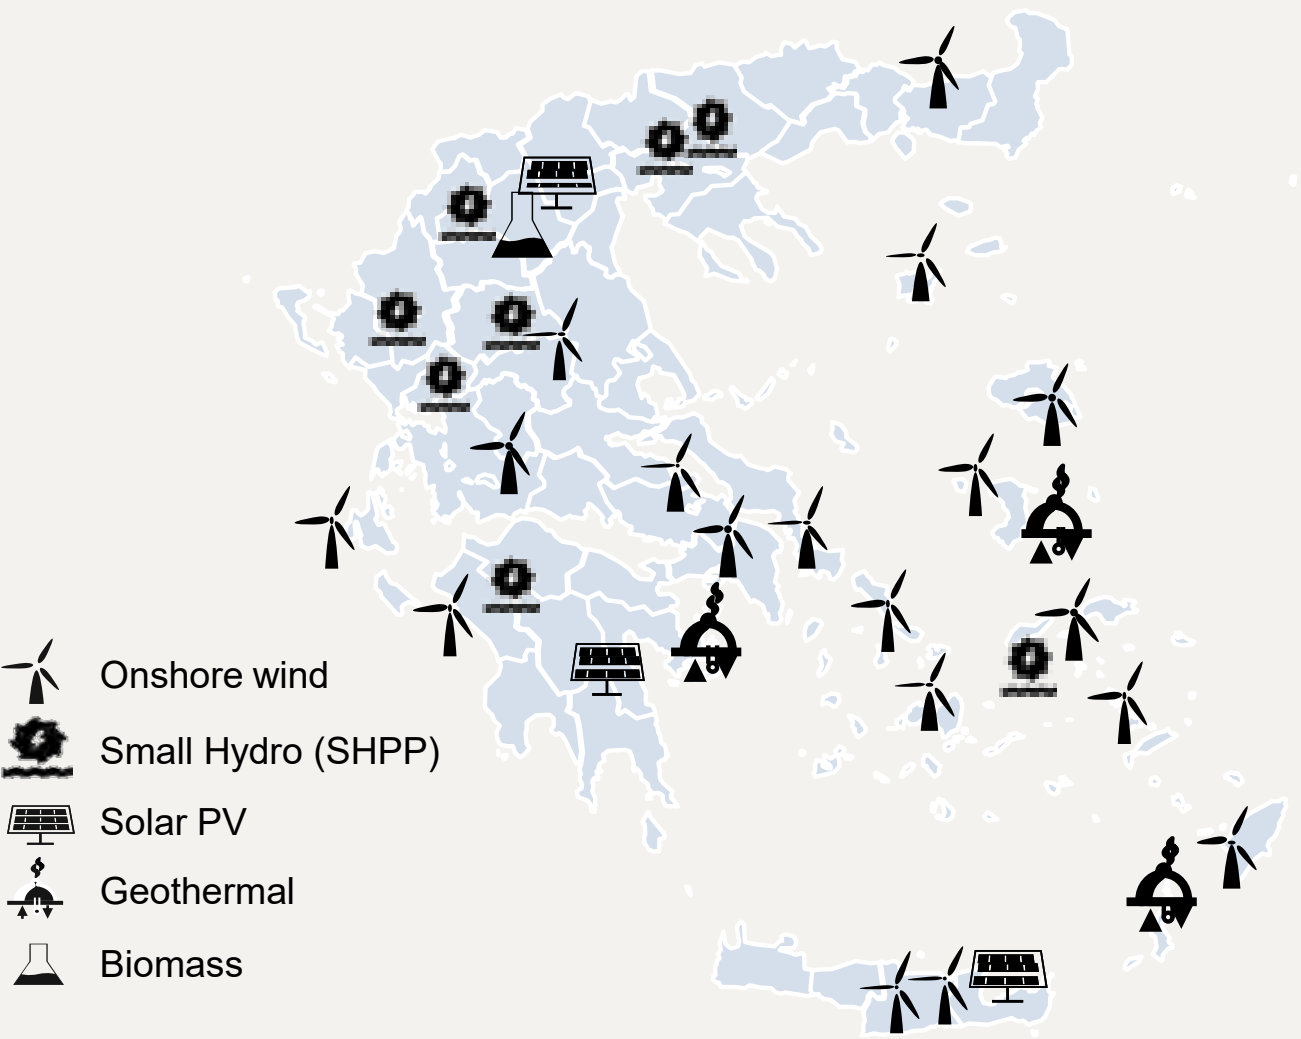 Onshore wind
Small Hydro (SHPP)
Solar PV
Geothermal
Biomass